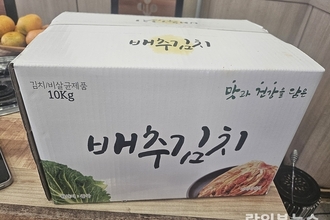 배추김치
맛과 건강을 담은
김치/비살균제품
10Kg
배추김치
라이브뉴스